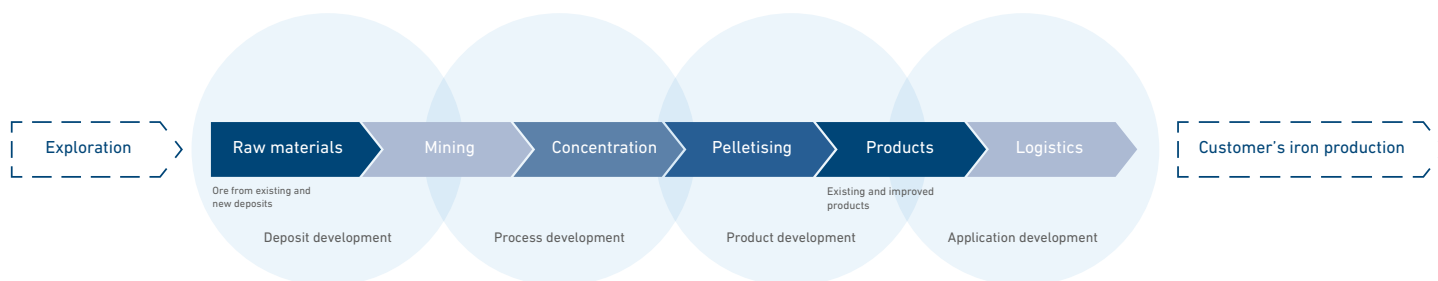 Exploration
Raw materials
Mining
Concentration
Pelletising
Products
Logistics
Customer's iron production
Ore from existing and
new deposits
Existing and improved
products
Deposit development
Process development
Product development
Application development